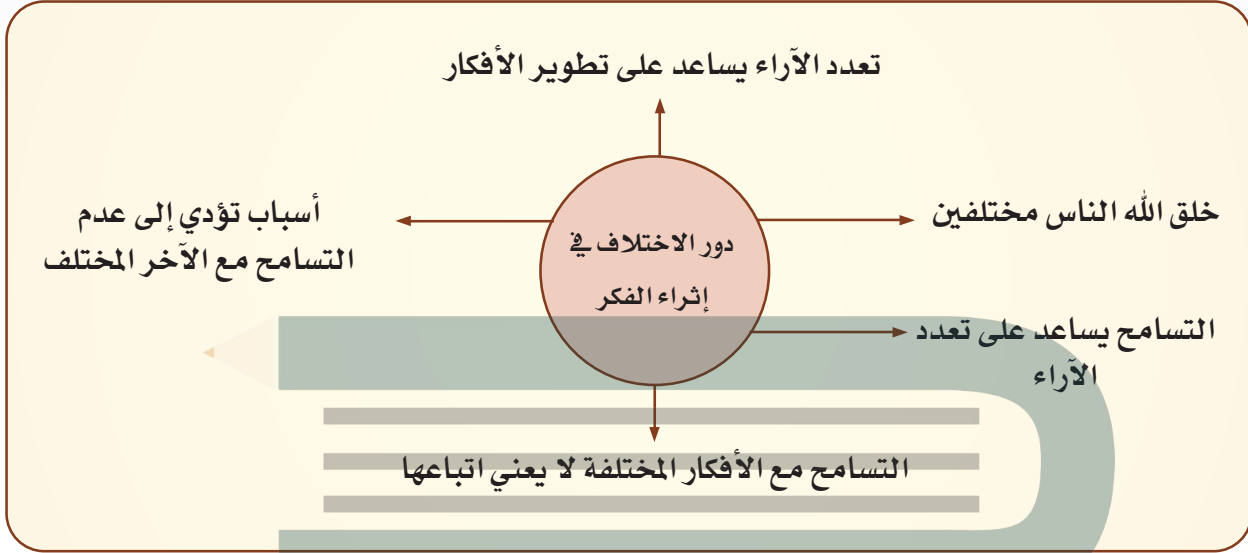 تعدد الآراء يساعد على تطوير الأفكار
خلق الله الناس مختلفين
أسباب تؤدي إلى عدم
التسامح مع الآخر المختلف
دور الاختلاف في
إثراء الفكر
التسامح يساعد على تعدد
الآراء
التسامح مع الأفكار المختلفة لا يعني اتباعها